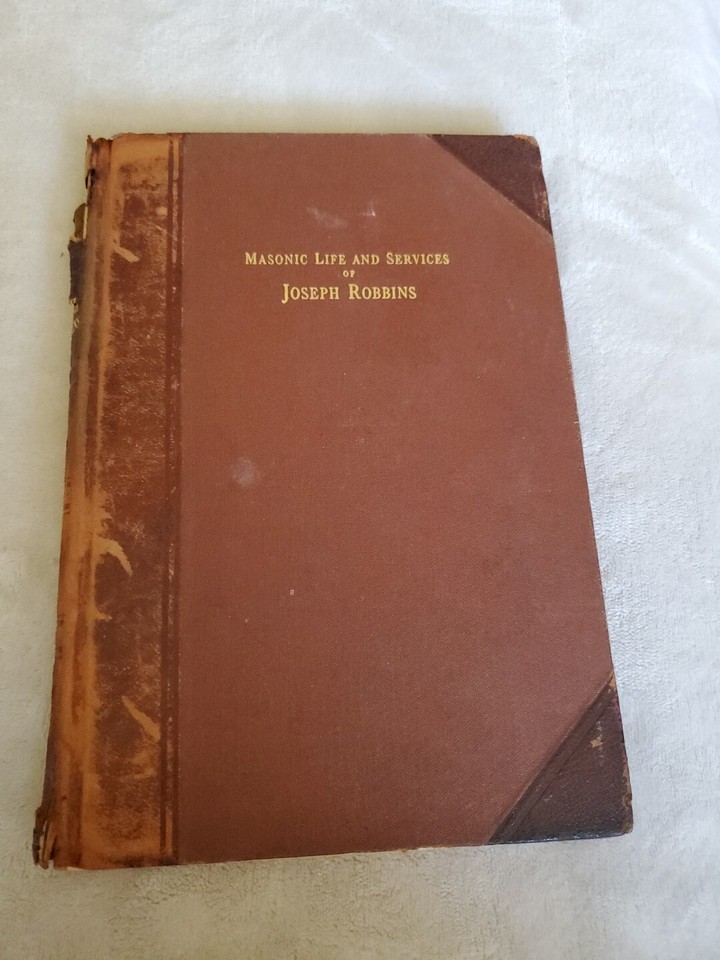 MASONIC LIFE AND SERVICES
OF
JOSEPH ROBBINS